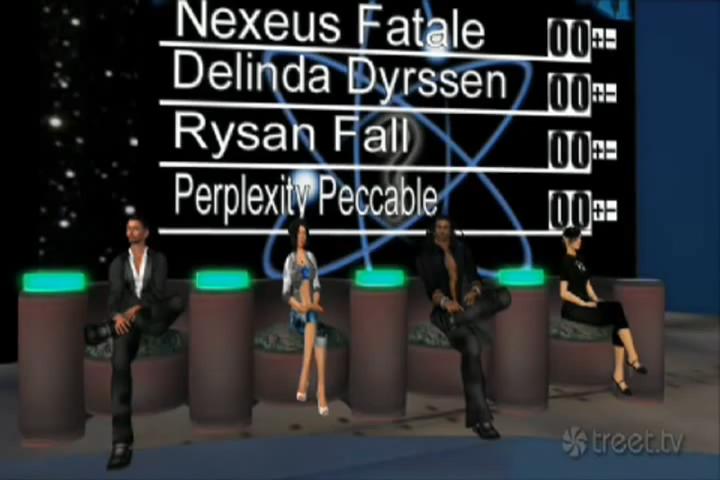 Nexeus Fatale 00+-
Delinda Dyrssen 00+-
Rysan Fall 00+-
Perplexity Peccable 00+-
treet.tv